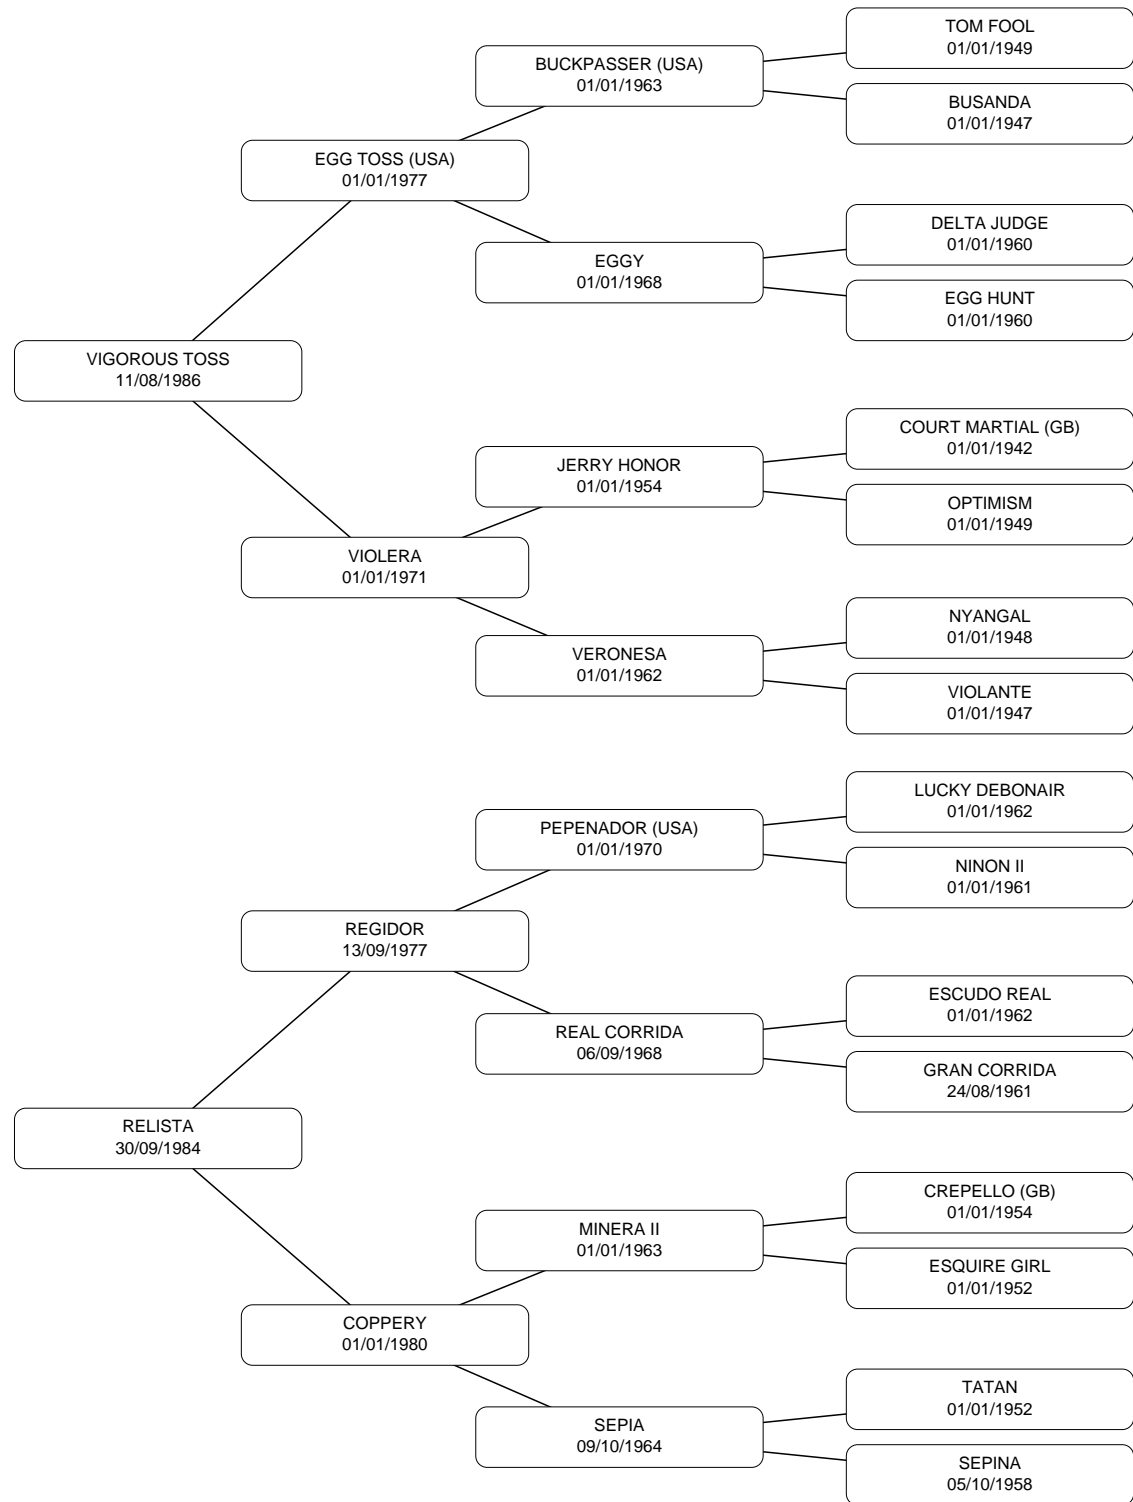 TOM FOOL
01/01/1949
BUCKPASSER (USA)
01/01/1963
BUSANDA
01/01/1947
EGG TOSS (USA)
01/01/1977
DELTA JUDGE
01/01/1960
EGGY
01/01/1968
EGG HUNT
01/01/1960
VIGOROUS TOSS
11/08/1986
COURT MARTIAL (GB)
01/01/1942
JERRY HONOR
01/01/1954
OPTIMISM
01/01/1949
VIOLERA
01/01/1971
NYANGAL
01/01/1948
VERONESA
01/01/1962
VIOLANTE
01/01/1947
LUCKY DEBONAIR
01/01/1962
PEPENADOR (USA)
01/01/1970
NINON II
01/01/1961
REGIDOR
13/09/1977
ESCUDO REAL
01/01/1962
REAL CORRIDA
06/09/1968
GRAN CORRIDA
24/08/1961
RELISTA
30/09/1984
CREPELLO (GB)
01/01/1954
MINERA II
01/01/1963
ESQUIRE GIRL
01/01/1952
COPPERY
01/01/1980
TATAN
01/01/1952
SEPIA
09/10/1964
SEPINA
05/10/1958